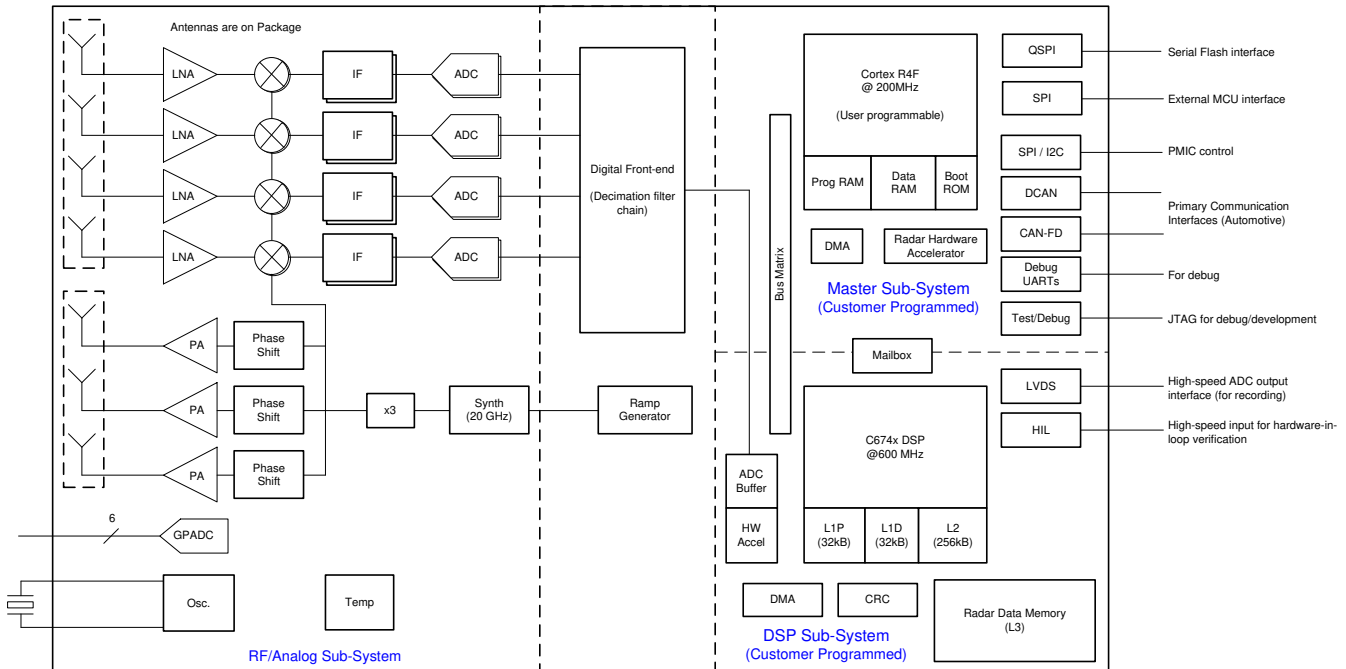 Antennas are on Package
LNA
IF
ADC
LNA
IF
ADC
LNA
IF
ADC
LNA
IF
ADC
PA
Phase
Shift
PA
Phase
Shift
PA
Phase
Shift
x3
Synth
(20 GHz)
Ramp
Generator
6
GPADC
Osc.
Temp
RF/Analog Sub-System
Digital Front-end
(Decimation filter
chain)
Bus Matrix
Cortex R4F
@ 200MHz
(User programmable)
Prog RAM
Data
RAM
Boot
ROM
DMA
Radar Hardware
Accelerator
Master Sub-System
(Customer Programmed)
Mailbox
C674x DSP
@600 MHz
ADC
Buffer
HW
Accel
L1P
(32kB)
L1D
(32kB)
L2
(256kB)
DMA
CRC
Radar Data Memory
(L3)
DSP Sub-System
(Customer Programmed)
QSPI
Serial Flash interface
SPI
External MCU interface
SPI / I2C
PMIC control
DCAN
Primary Communication
Interfaces (Automotive)
CAN-FD
Debug
UARTs
For debug
Test/Debug
JTAG for debug/development
LVDS
High-speed ADC output
interface (for recording)
HIL
High-speed input for hardware-in-
loop verification